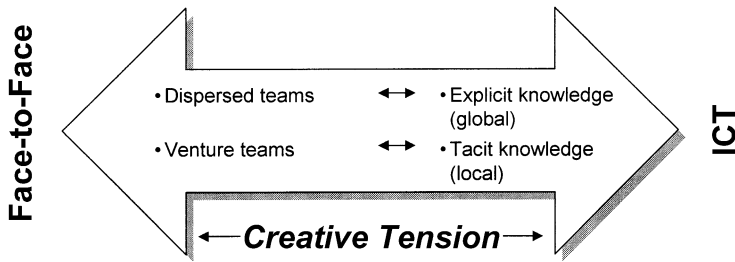 Face-to-Face
• Dispersed teams
• Explicit knowledge
(global)
• Venture teams
• Tacit knowledge
(local)
ICT
Creative Tension